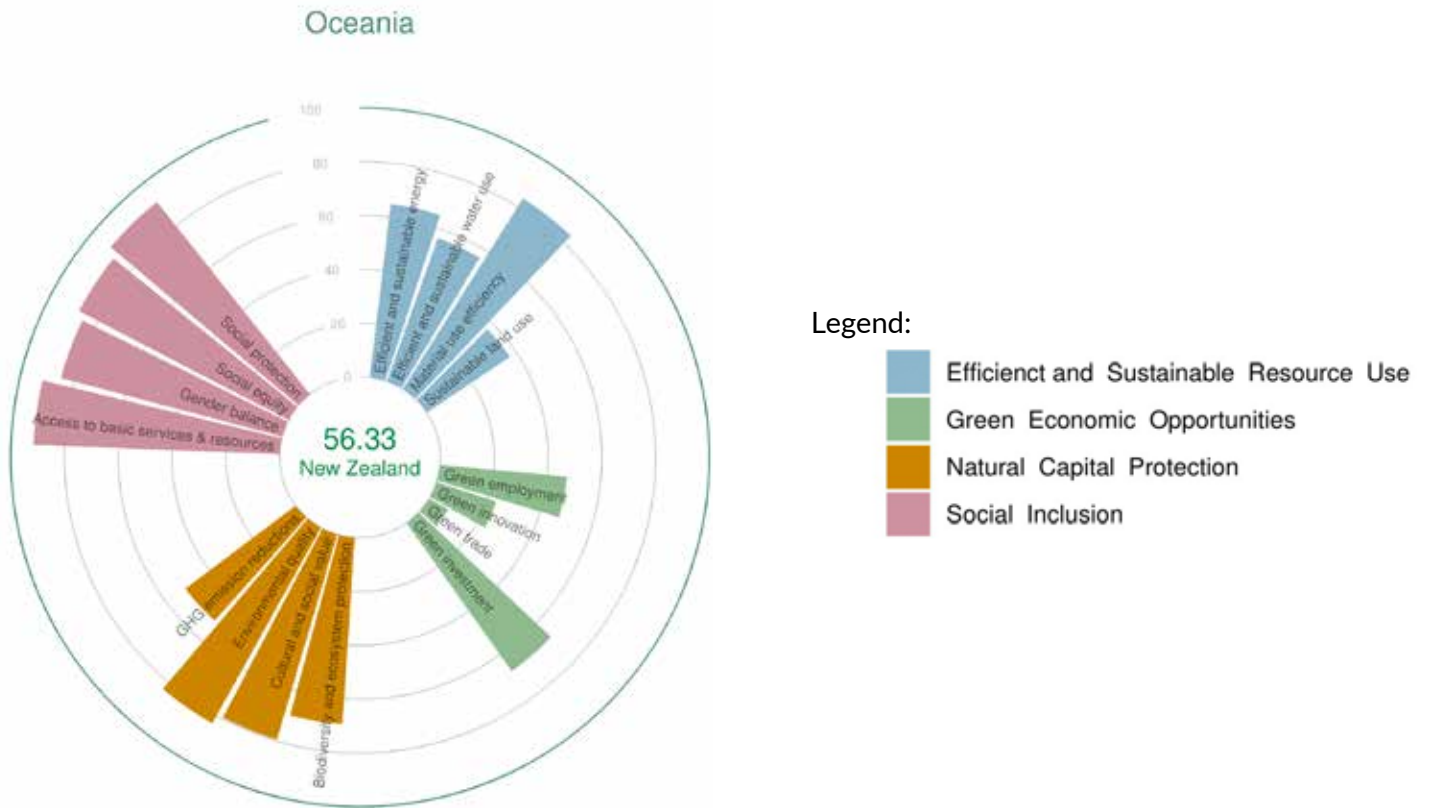 Oceania
100
80
60
40
20
0
Efficient and sustainable energy
Efficient and sustainable water use
Material use efficiency
Sustainable land use
Green employment
Green innovation
Green trade
Green investment
Biodiversity and ecosystem protection
Cultural and social value
Environmental quality
GHG emission reductions
Access to basic services & resources
Gender balance
Social equity
Social protection
56.33
New Zealand
Legend:
Efficienct and Sustainable Resource Use
Green Economic Opportunities
Natural Capital Protection
Social Inclusion